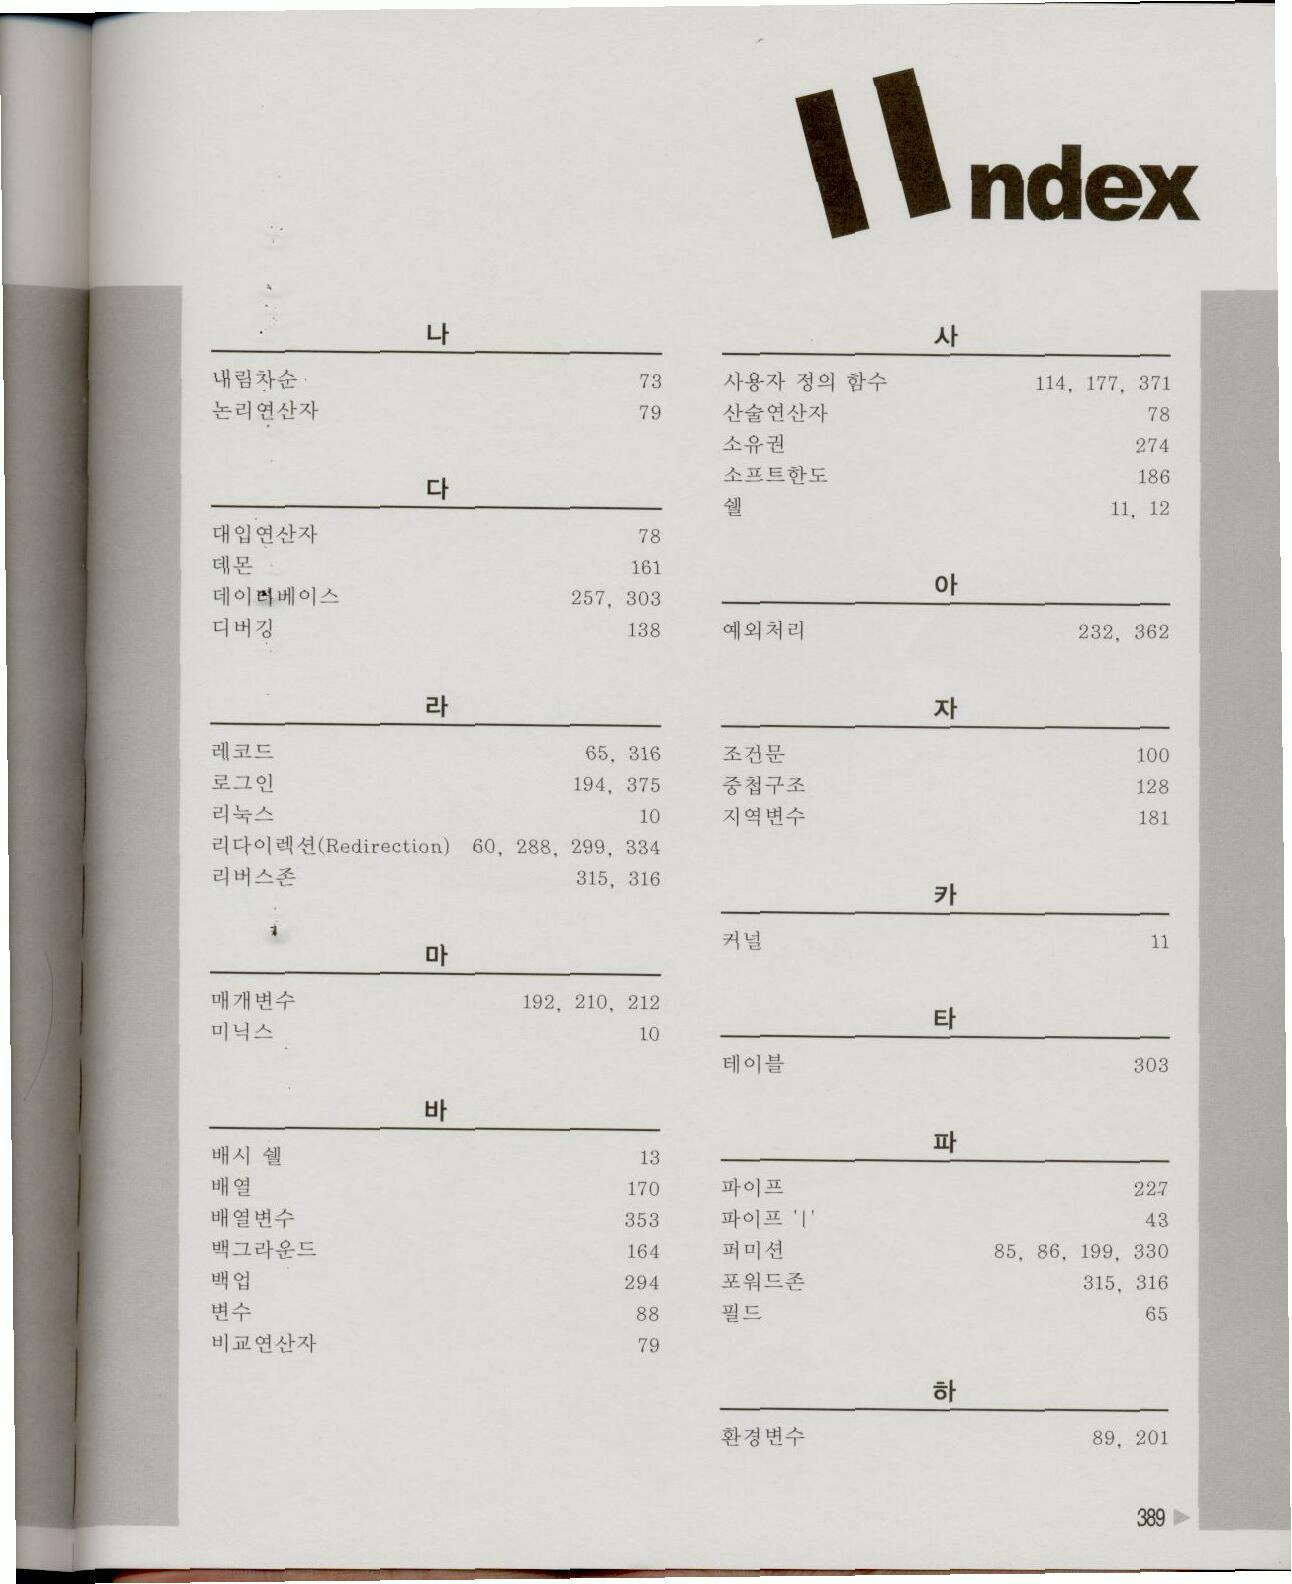 Index
나
내림차순 73
논리연산자 79
다
대입연산자 78
데몬 161
데이터베이스 257, 303
디버깅 138
라
레코드 65, 316
로그인 194, 375
리눅스 10
리다이렉션(Redirection) 60, 288, 299, 334
리버스존 315, 316
마
매개변수 192, 210, 212
미닉스 10
바
배시 쉘 13
배열 170
배열변수 353
백그라운드 164
백업 294
변수 88
비교연산자 79
사
사용자 정의 함수 114, 177, 371
산술연산자 78
소유권 274
소프트한도 186
쉘 11, 12
아
예외처리 232, 362
자
조건문 100
중첩구조 128
지역변수 181
카
커널 11
타
테이블 303
파
파이프 227
파이프 '|' 43
퍼미션 85, 86, 199, 330
포워드존 315, 316
필드 65
하
환경변수 89, 201
389